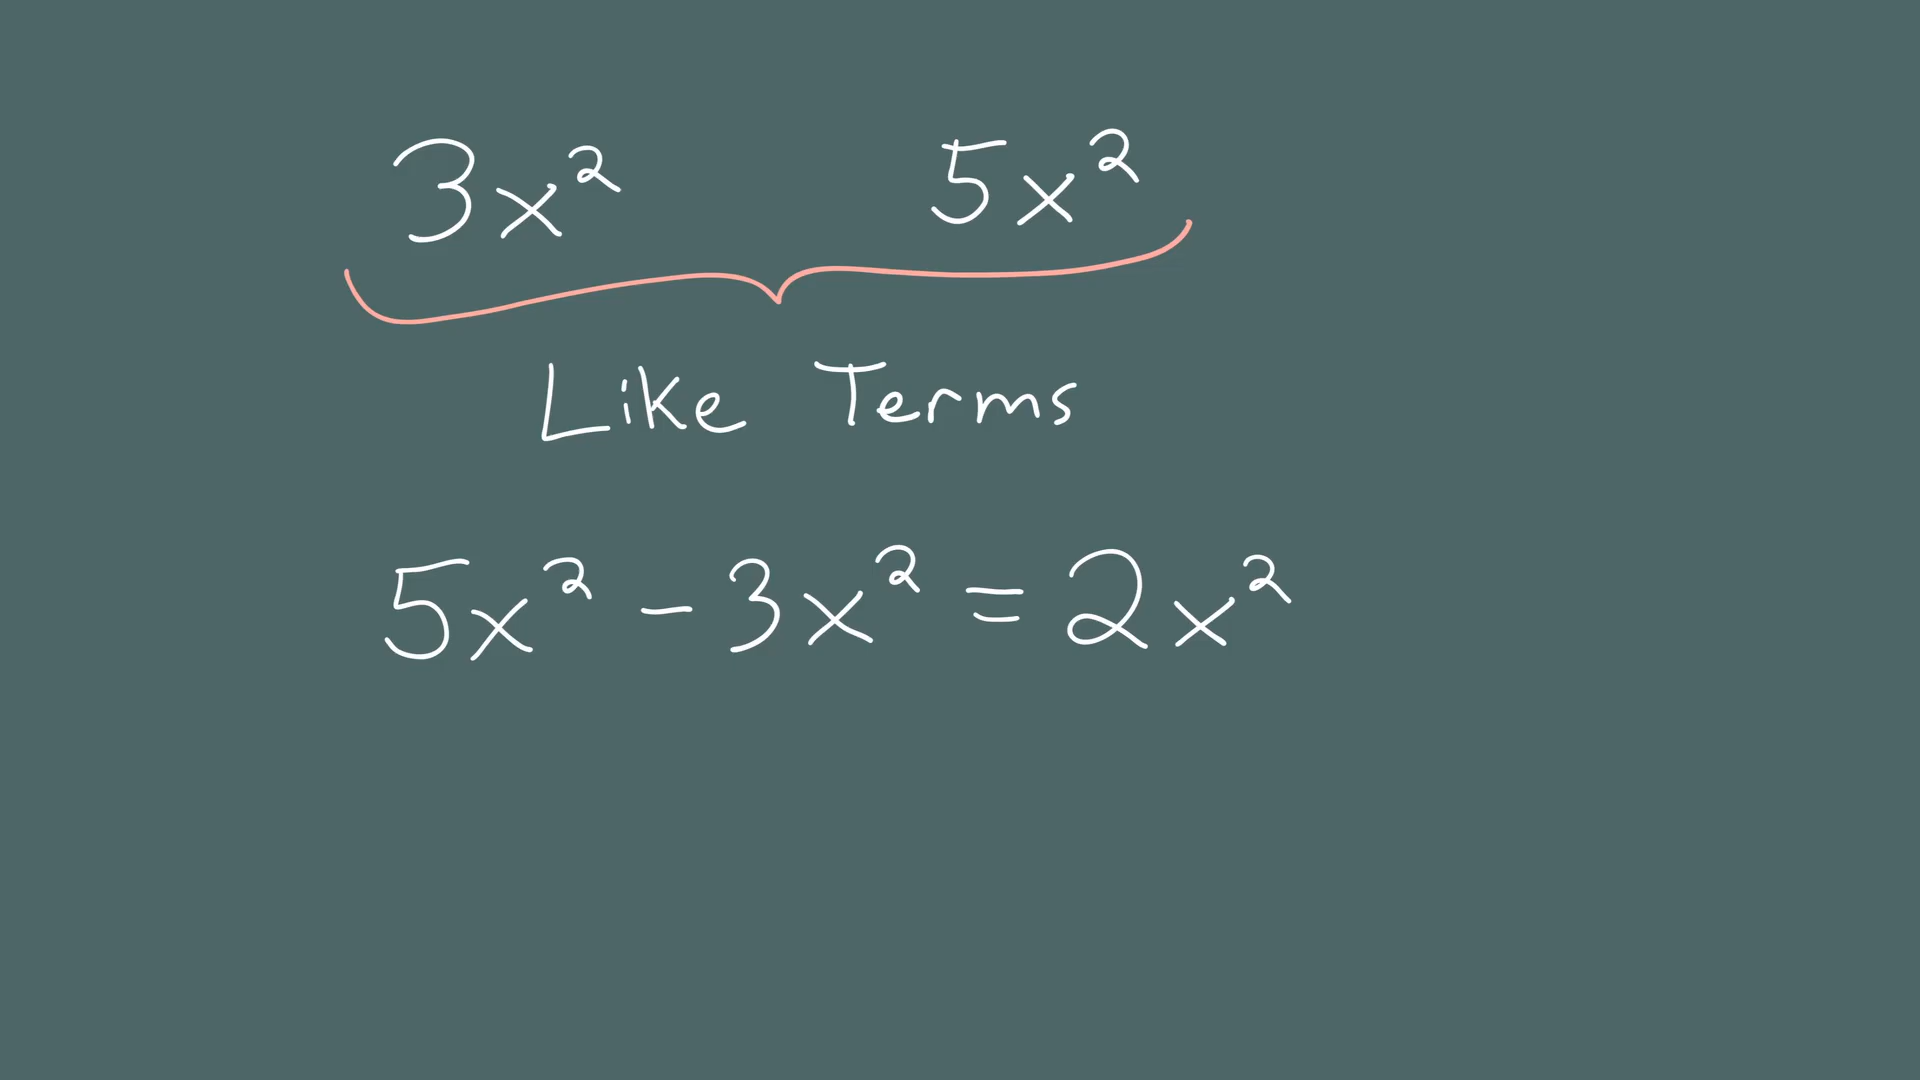 3x² 5x²
Like Terms
5x² - 3x² = 2x²